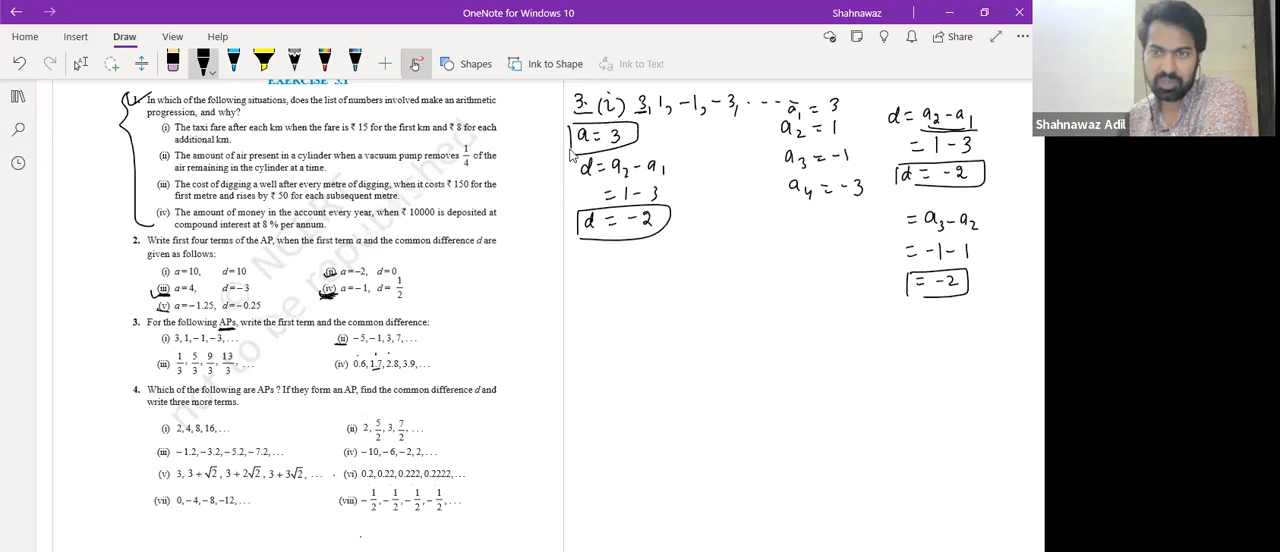 OneNote for Windows 10
Shahnawaz
Home Insert Draw View Help
Share
Shapes Ink to Shape Ink to Text
EXERCISE 5.1
1. In which of the following situations, does the list of numbers involved make an arithmetic
progression, and why?
(i) The taxi fare after each km when the fare is ₹ 15 for the first km and ₹ 8 for each
additional km.
(ii) The amount of air present in a cylinder when a vacuum pump removes 1/4 of the
air remaining in the cylinder at a time.
(iii) The cost of digging a well after every metre of digging, when it costs ₹ 150 for the
first metre and rises by ₹ 50 for each subsequent metre.
(iv) The amount of money in the account every year, when ₹ 10000 is deposited at
compound interest at 8 % per annum.
2. Write first four terms of the AP, when the first term a and the common difference d are
given as follows:
(i) a = 10, d = 10 (ii) a = –2, d = 0
(iii) a = 4, d = – 3 (iv) a = – 1, d = 1/2
(v) a = – 1.25, d = – 0.25
3. For the following APs, write the first term and the common difference:
(i) 3, 1, – 1, – 3, . . . (ii) – 5, – 1, 3, 7, . . .
(iii) 1/3, 5/3, 9/3, 13/3, . . . (iv) 0.6, 1.7, 2.8, 3.9, . . .
4. Which of the following are APs ? If they form an AP, find the common difference d and
write three more terms.
(i) 2, 4, 8, 16, . . . (ii) 2, 5/2, 3, 7/2, . . .
(iii) – 1.2, – 3.2, – 5.2, – 7.2, . . . (iv) – 10, – 6, – 2, 2, . . .
(v) 3, 3 + √2, 3 + 2√2, 3 + 3√2, . . . (vi) 0.2, 0.22, 0.222, 0.2222, . . .
(vii) 0, – 4, – 8, –12, . . . (viii) – 1/2, – 1/2, – 1/2, – 1/2, . . .
© NCERT
not to be republished
3. (i) 3, 1, -1, -3, ....
a = 3
d = a2 - a1
= 1 - 3
d = -2
a1 = 3
a2 = 1
a3 = -1
a4 = -3
d = a2 - a1
= 1 - 3
d = -2
= a3 - a2
= -1 - 1
= -2
Shahnawaz Adil